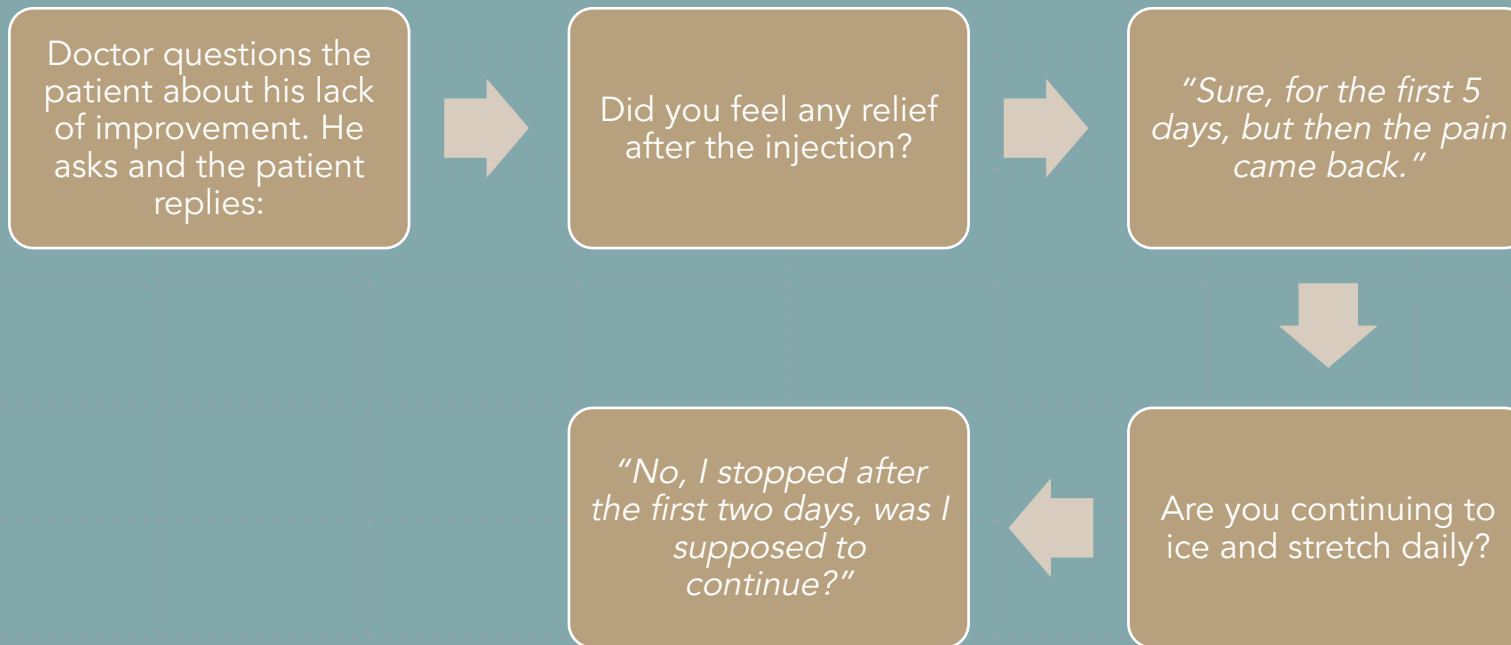 Doctor questions the
patient about his lack
of improvement. He
asks and the patient
replies:
Did you feel any relief
after the injection?
“Sure, for the first 5
days, but then the pain
came back.”
Are you continuing to
ice and stretch daily?
“No, I stopped after
the first two days, was I
supposed to
continue?”